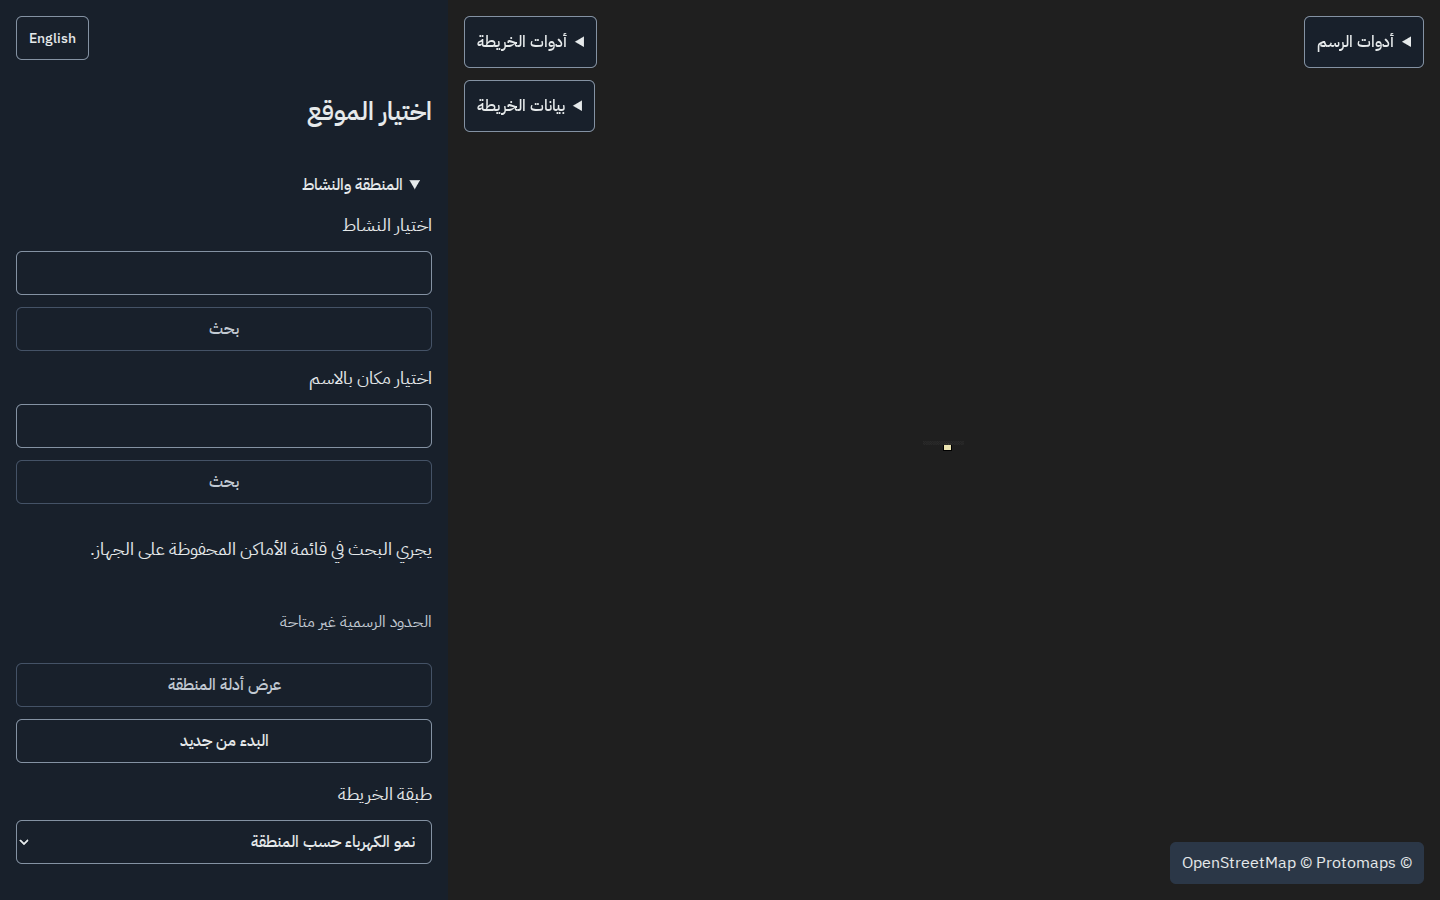 English
اختيار الموقع
المنطقة والنشاط
اختيار النشاط
بحث
اختيار مكان بالاسم
بحث
يجري البحث في قائمة الأماكن المحفوظة على الجهاز.
الحدود الرسمية غير متاحة
عرض أدلة المنطقة
البدء من جديد
طبقة الخريطة
نمو الكهرباء حسب المنطقة
أدوات الرسم
أدوات الخريطة
بيانات الخريطة
OpenStreetMap © Protomaps ©